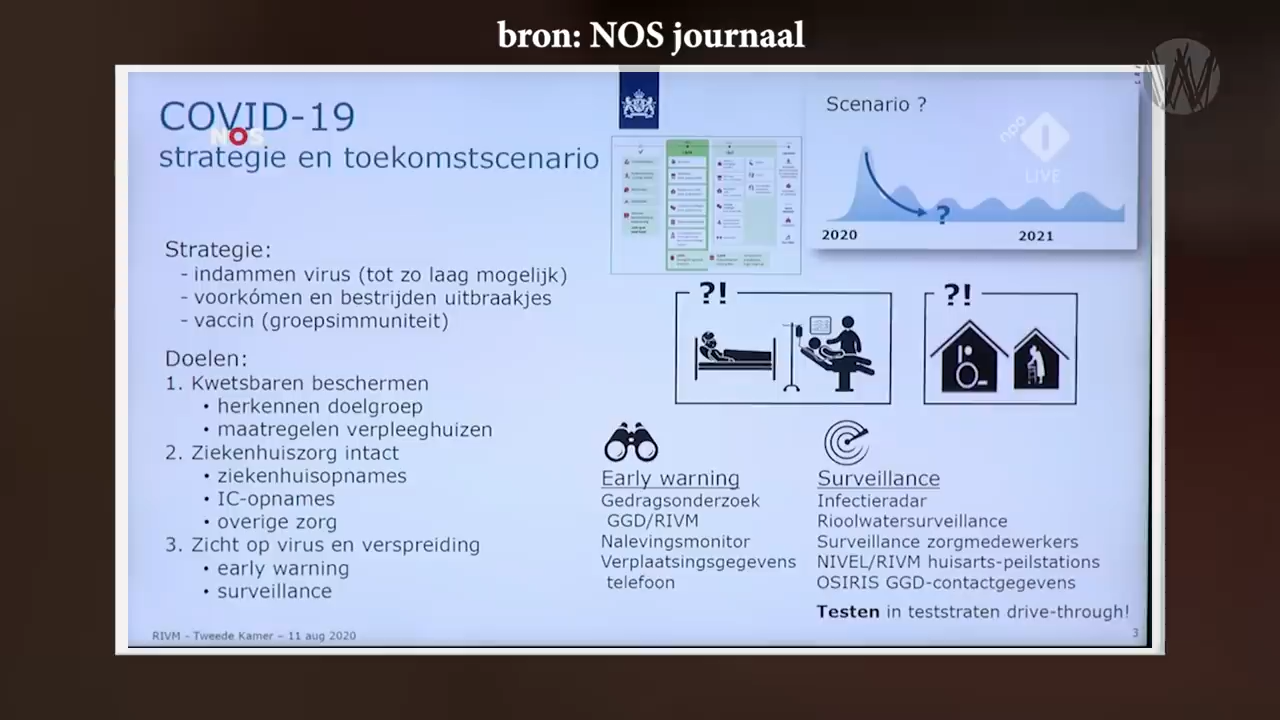 bron: NOS journaal
COVID-19
NOS
strategie en toekomstscenario
Strategie:
- indammen virus (tot zo laag mogelijk)
- voorkómen en bestrijden uitbraakjes
- vaccin (groepsimmuniteit)
Doelen:
1. Kwetsbaren beschermen
• herkennen doelgroep
• maatregelen verpleeghuizen
2. Ziekenhuiszorg intact
• ziekenhuisopnames
• IC-opnames
• overige zorg
3. Zicht op virus en verspreiding
• early warning
• surveillance
RIVM - Tweede Kamer – 11 aug 2020
Scenario ?
npo 1
LIVE
?
2020 2021
?!
?!
Early warning
Gedragsonderzoek
GGD/RIVM
Nalevingsmonitor
Verplaatsingsgegevens
telefoon
Surveillance
Infectieradar
Rioolwatersurveillance
Surveillance zorgmedewerkers
NIVEL/RIVM huisarts-peilstations
OSIRIS GGD-contactgegevens
Testen in teststraten drive-through!
3